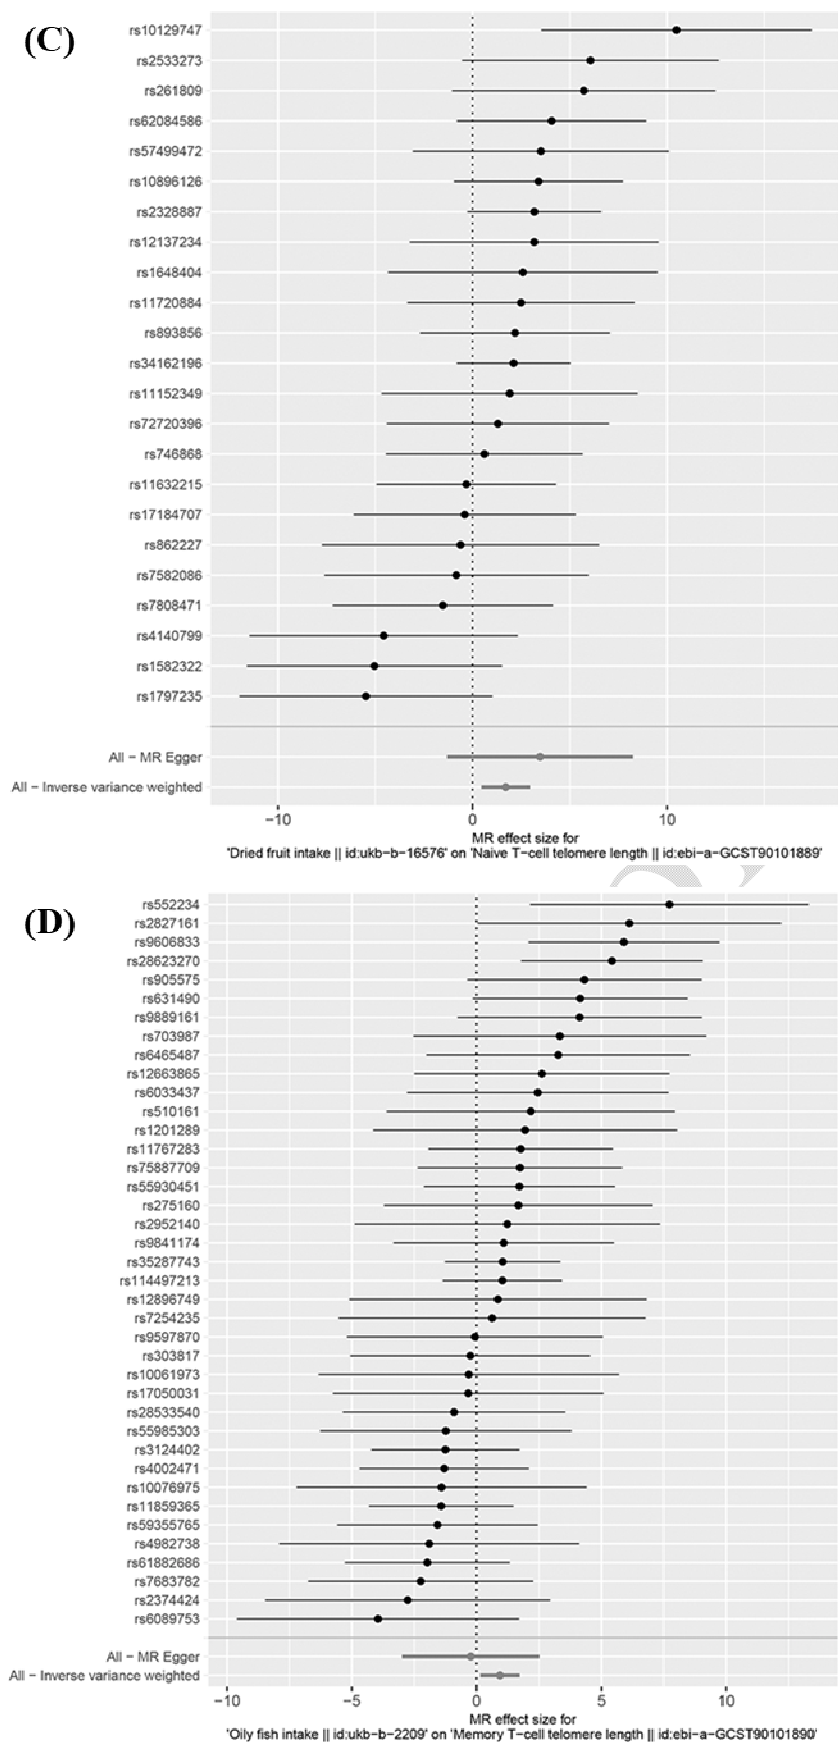 (C)
rs10129747
rs2533273
rs261809
rs62084586
rs57499472
rs10896126
rs2328887
rs12137234
rs1648404
rs11720884
rs893856
rs34162196
rs11152349
rs72720396
rs746868
rs11632215
rs17184707
rs862227
rs7582086
rs7808471
rs4140799
rs1582322
rs1797235
All − MR Egger
All − Inverse variance weighted
−10 0 10
MR effect size for
'Dried fruit intake || id:ukb−b−16576' on 'Naive T−cell telomere length || id:ebi−a−GCST90101889'
(D)
rs552234
rs2827161
rs9606833
rs28623270
rs905575
rs631490
rs9889161
rs703987
rs6465487
rs12663865
rs6033437
rs510161
rs1201289
rs11767283
rs75887709
rs55930451
rs275160
rs2952140
rs9841174
rs35287743
rs114497213
rs12896749
rs7254235
rs9597870
rs303817
rs10061973
rs17050031
rs28533540
rs55985303
rs3124402
rs4002471
rs10076975
rs11859365
rs59355765
rs4982738
rs61882686
rs7683782
rs2374424
rs6089753
All − MR Egger
All − Inverse variance weighted
−10 −5 0 5 10
MR effect size for
'Oily fish intake || id:ukb−b−2209' on 'Memory T−cell telomere length || id:ebi−a−GCST90101890'